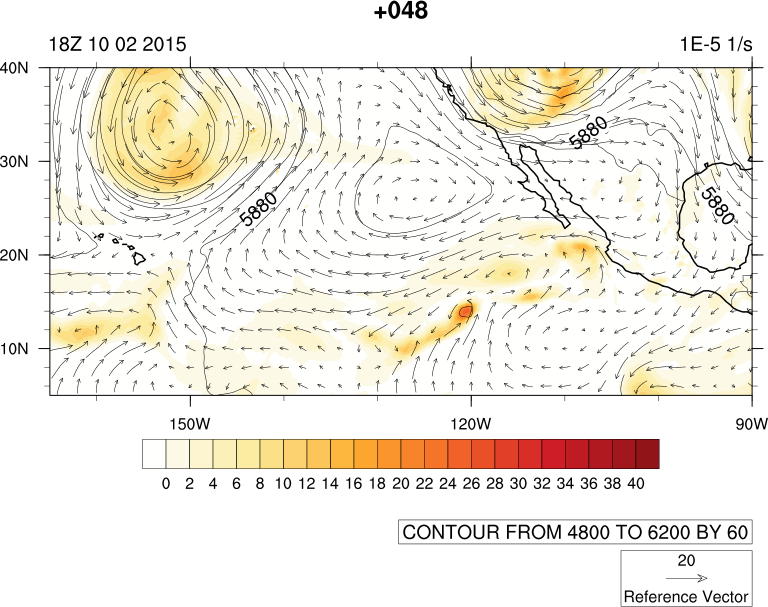 +048
18Z 10 02 2015 1E-5 1/s
40N
5880
30N
5880
5880
20N
10N
150W 120W 90W
0 2 4 6 8 10 12 14 16 18 20 22 24 26 28 30 32 34 36 38 40
CONTOUR FROM 4800 TO 6200 BY 60
20
Reference Vector